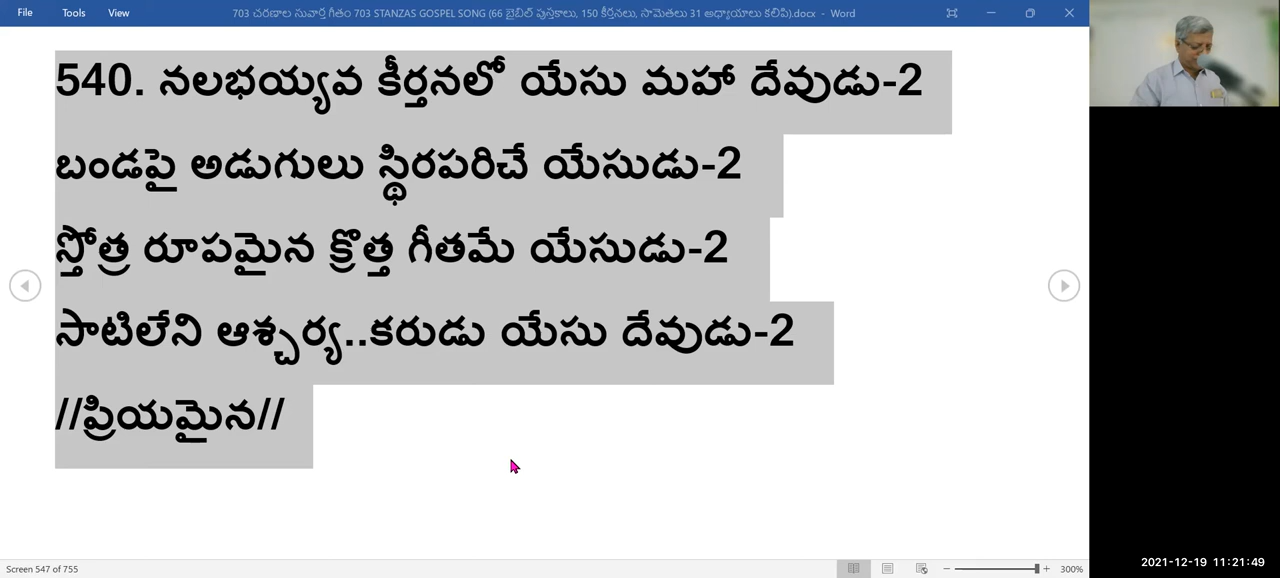 File Tools View 703 చరణాల సువార్త గీతం 703 STANZAS GOSPEL SONG (66 బైబిల్ పుస్తకాలు, 150 కీర్తనలు, సామెతలు 31 అధ్యాయాలు కలిపి).docx - Word
540. నలభయ్యవ కీర్తనలో యేసు మహా దేవుడు-2
బండపై అడుగులు స్థిరపరిచే యేసుడు-2
స్తోత్ర రూపమైన క్రొత్త గీతమే యేసుడు-2
సాటిలేని ఆశ్చర్య..కరుడు యేసు దేవుడు-2
//ప్రియమైన//
2021-12-19 11:21:49
Screen 547 of 755 300%